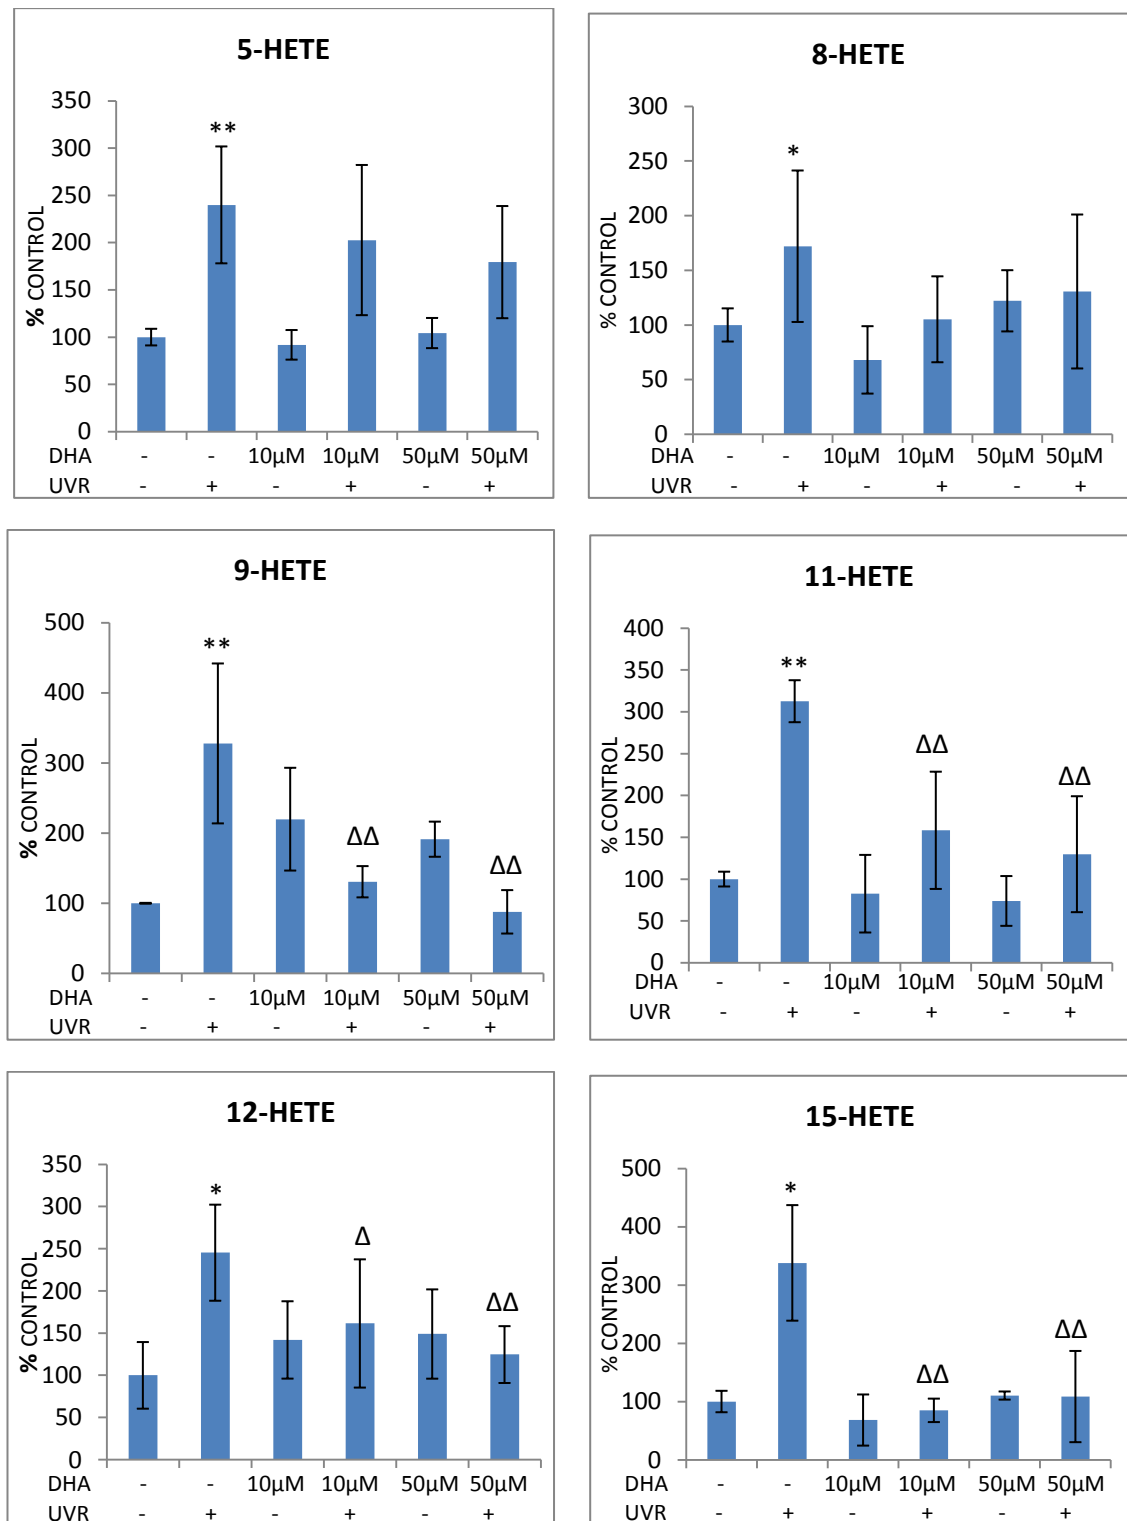 5-HETE
350
**
300
250
200
150
100
50
0
% CONTROL
DHA - - 10µM 10µM 50µM 50µM
UVR - + - + - +
8-HETE
300
*
250
200
150
100
50
0
% CONTROL
DHA - - 10µM 10µM 50µM 50µM
UVR - + - + - +
9-HETE
500
**
400
300
200
ΔΔ
ΔΔ
100
0
% CONTROL
DHA - - 10µM 10µM 50µM 50µM
UVR - + - + - +
11-HETE
400
**
350
300
250
ΔΔ
ΔΔ
200
150
100
50
0
% CONTROL
DHA - - 10µM 10µM 50µM 50µM
UVR - + - + - +
12-HETE
350
*
300
250
Δ
200
ΔΔ
150
100
50
0
% CONTROL
DHA - - 10µM 10µM 50µM 50µM
UVR - + - + - +
15-HETE
500
*
400
300
200
ΔΔ
ΔΔ
100
0
% CONTROL
DHA - - 10µM 10µM 50µM 50µM
UVR - + - + - +